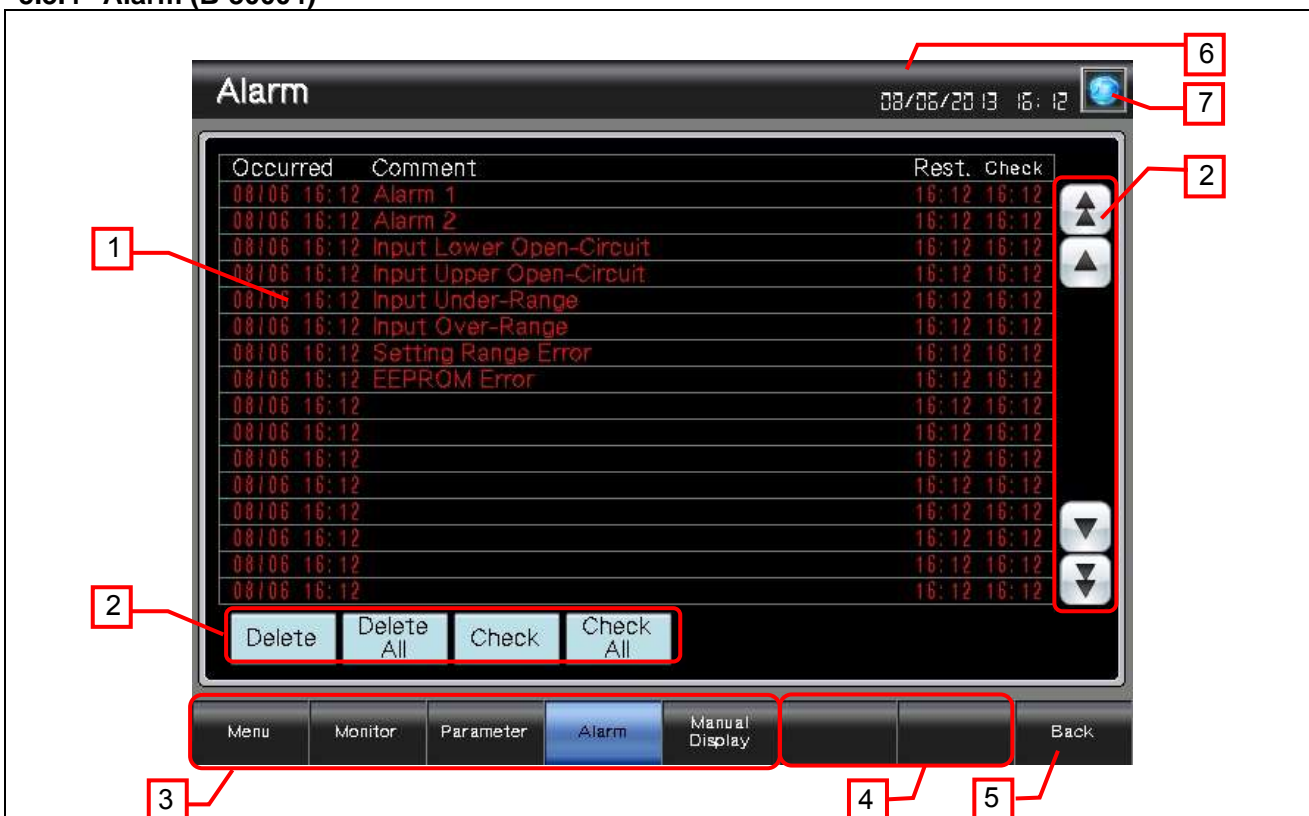 Alarm
08/06/2013 16:12
Occurred Comment Rest. Check
08/06 16:12 Alarm 1 16:12 16:12
08/06 16:12 Alarm 2 16:12 16:12
08/06 16:12 Input Lower Open-Circuit 16:12 16:12
08/06 16:12 Input Upper Open-Circuit 16:12 16:12
08/06 16:12 Input Under-Range 16:12 16:12
08/06 16:12 Input Over-Range 16:12 16:12
08/06 16:12 Setting Range Error 16:12 16:12
08/06 16:12 EEPROM Error 16:12 16:12
08/06 16:12 16:12 16:12
08/06 16:12 16:12 16:12
08/06 16:12 16:12 16:12
08/06 16:12 16:12 16:12
08/06 16:12 16:12 16:12
08/06 16:12 16:12 16:12
08/06 16:12 16:12 16:12
08/06 16:12 16:12 16:12
Delete
Delete
All
Check
Check
All
Menu
Monitor
Parameter
Alarm
Manual
Display
Back
6
7
2
1
2
3
4
5